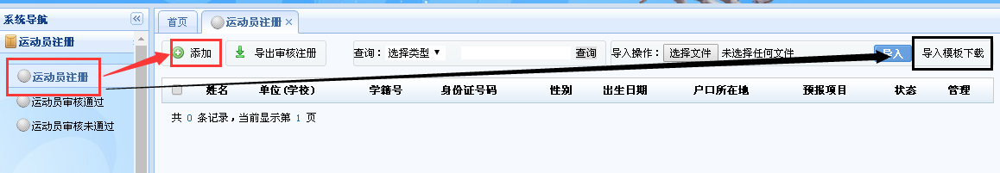 系统导航
首页 运动员注册
运动员注册
添加 导出审核注册 查询：选择类型 查询 导入操作：选择文件 未选择任何文件 导入 导入模板下载
运动员注册
姓名 单位(学校) 学籍号 身份证号码 性别 出生日期 户口所在地 预报项目 状态 管理
运动员审核通过
共 0 条记录，当前显示第 1 页
运动员审核未通过